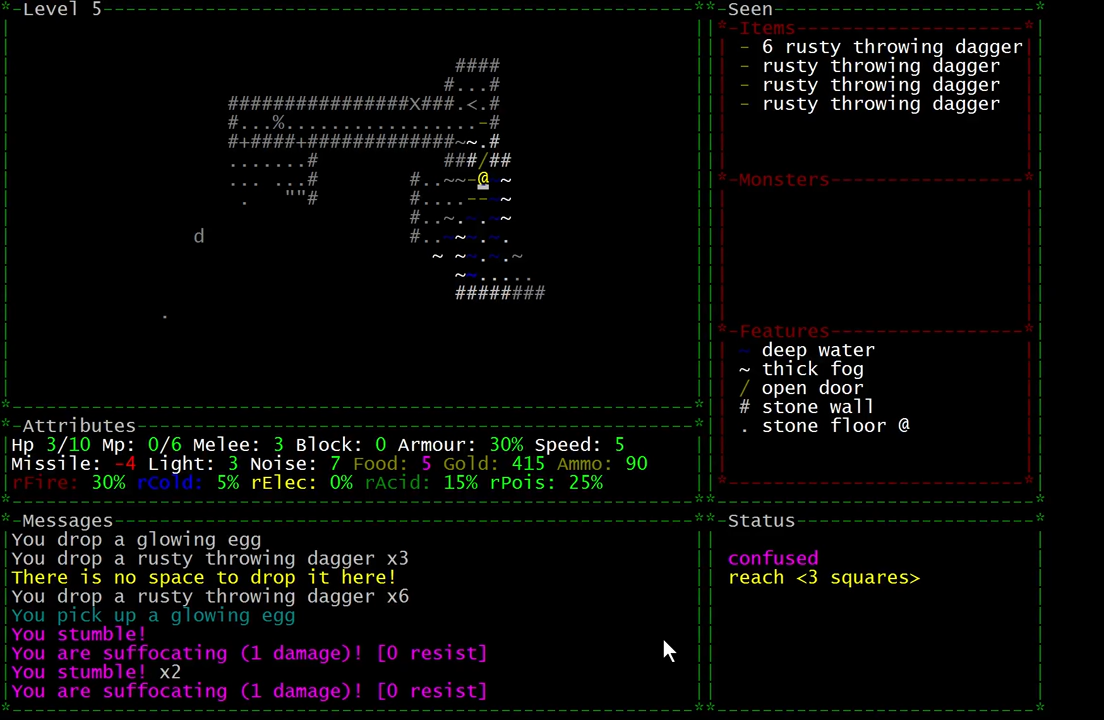 Level 5
Seen
Items
- 6 rusty throwing dagger
- rusty throwing dagger
- rusty throwing dagger
- rusty throwing dagger
####
#...#
################X###.<.#
#...%.................-#
#+####+#############~~.#
.......# ###/##
... ...# #..~~-@~~
. ""# #....--~~
#..~.~.~~
d #..~~~.~.
~ ~~.~.~
~~.....
########
.
Monsters
Features
~ deep water
~ thick fog
/ open door
# stone wall
. stone floor @
Attributes
Hp 3/10 Mp: 0/6 Melee: 3 Block: 0 Armour: 30% Speed: 5
Missile: -4 Light: 3 Noise: 7 Food: 5 Gold: 415 Ammo: 90
rFire: 30% rCold: 5% rElec: 0% rAcid: 15% rPois: 25%
Messages
You drop a glowing egg
You drop a rusty throwing dagger x3
There is no space to drop it here!
You drop a rusty throwing dagger x6
You pick up a glowing egg
You stumble!
You are suffocating (1 damage)! [0 resist]
You stumble! x2
You are suffocating (1 damage)! [0 resist]
Status
confused
reach <3 squares>